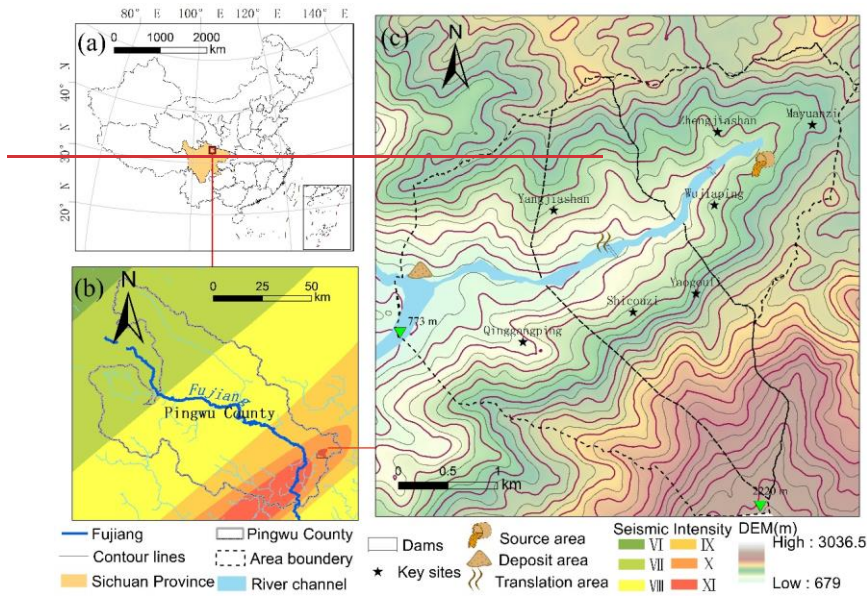 (a)
0 1000 2000
km
80° E 100° E 120° E 140° E
40° N
30° N
20° N
(b)
N
0 25 50
km
Fujiang
Pingwu County
(c)
N
Zhengjiashan
Mayuanzi
Yangjiashan
Wujiaping
Shicouzi
Qinggangping
773 m
2220 m
0 0.5 1
km
Fujiang
Contour lines
Sichuan Province
Pingwu County
Area boundary
River channel
Dams
Key sites
Source area
Deposit area
Translation area
Seismic Intensity
VI
VII
VIII
IX
X
XI
DEM(m)
High : 3036.5
Low : 679